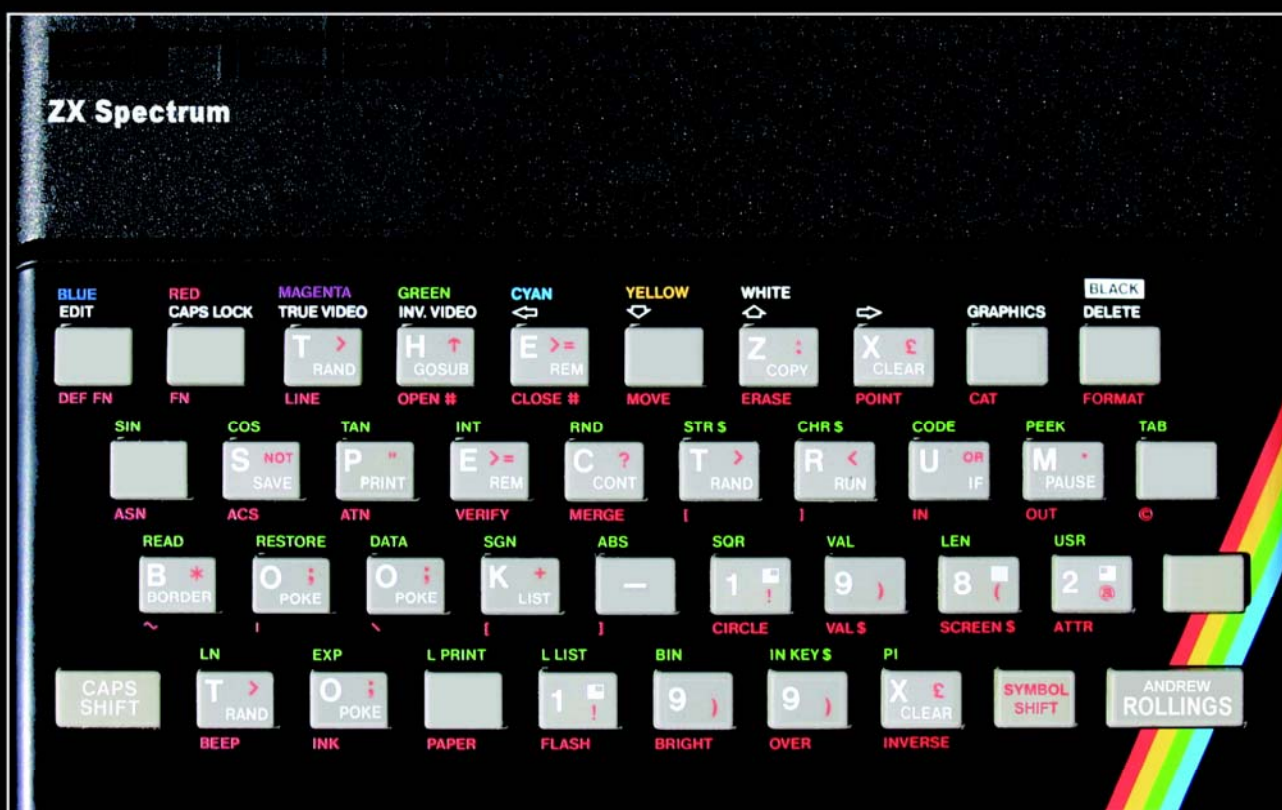 ZX Spectrum
BLUE RED MAGENTA GREEN CYAN YELLOW WHITE BLACK
EDIT CAPS LOCK TRUE VIDEO INV. VIDEO ⇦ ⇩ ⇧ ⇨ GRAPHICS DELETE
T > H ↑ E >= Z : X £
RAND GOSUB REM COPY CLEAR
DEF FN FN LINE OPEN # CLOSE # MOVE ERASE POINT CAT FORMAT
SIN COS TAN INT RND STR $ CHR $ CODE PEEK TAB
S NOT P " E >= C ? T > R < U OR M .
SAVE PRINT REM CONT RAND RUN IF PAUSE
ASN ACS ATN VERIFY MERGE [ ] IN OUT ©
READ RESTORE DATA SGN ABS SQR VAL LEN USR
B * O ; O ; K + – 1 ! 9 ) 8 ( 2 @
BORDER POKE POKE LIST
~ | \ [ ] CIRCLE VAL $ SCREEN $ ATTR
LN EXP L PRINT L LIST BIN IN KEY $ PI
CAPS SHIFT T > O ; 1 ! 9 ) 9 ) X £ SYMBOL SHIFT ANDREW ROLLINGS
RAND POKE CLEAR
BEEP INK PAPER FLASH BRIGHT OVER INVERSE